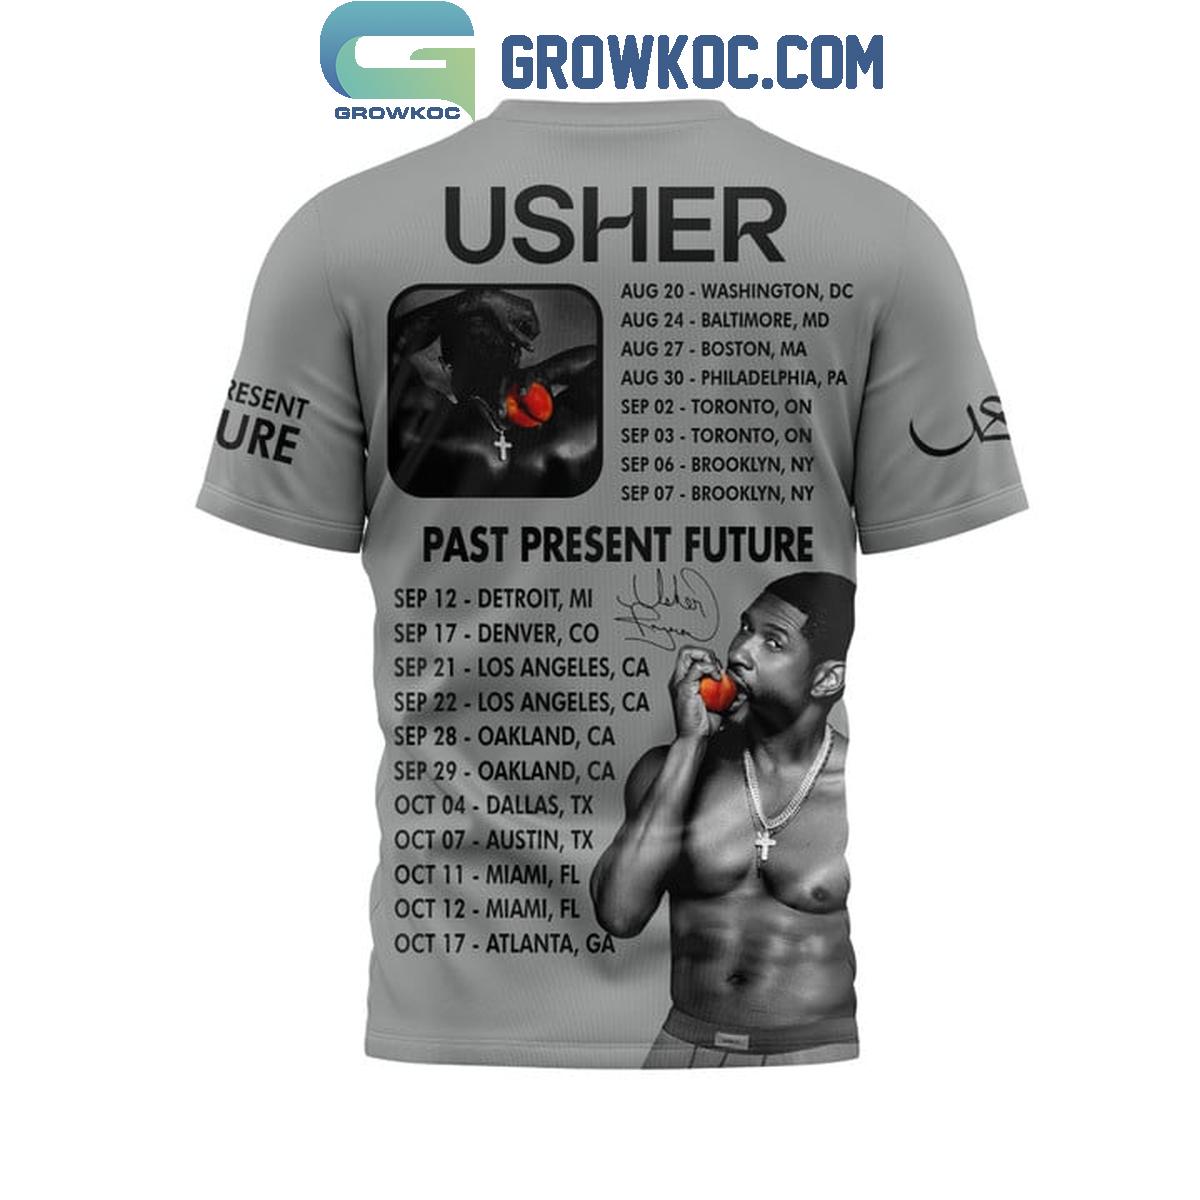 GROWKOC
GROWKOC.COM
USHER
AUG 20 - WASHINGTON, DC
AUG 24 - BALTIMORE, MD
AUG 27 - BOSTON, MA
AUG 30 - PHILADELPHIA, PA
SEP 02 - TORONTO, ON
SEP 03 - TORONTO, ON
SEP 06 - BROOKLYN, NY
SEP 07 - BROOKLYN, NY
RESENT
URE
PAST PRESENT FUTURE
Usher
SEP 12 - DETROIT, MI
SEP 17 - DENVER, CO
SEP 21 - LOS ANGELES, CA
SEP 22 - LOS ANGELES, CA
SEP 28 - OAKLAND, CA
SEP 29 - OAKLAND, CA
OCT 04 - DALLAS, TX
OCT 07 - AUSTIN, TX
OCT 11 - MIAMI, FL
OCT 12 - MIAMI, FL
OCT 17 - ATLANTA, GA